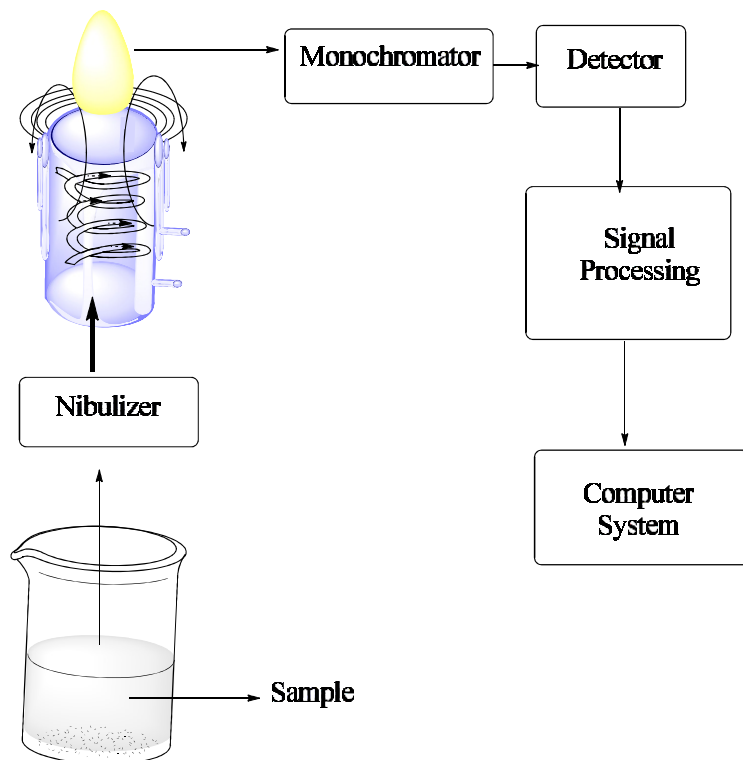 Monochromator
Detector
Signal
Processing
Nibulizer
Computer
System
Sample